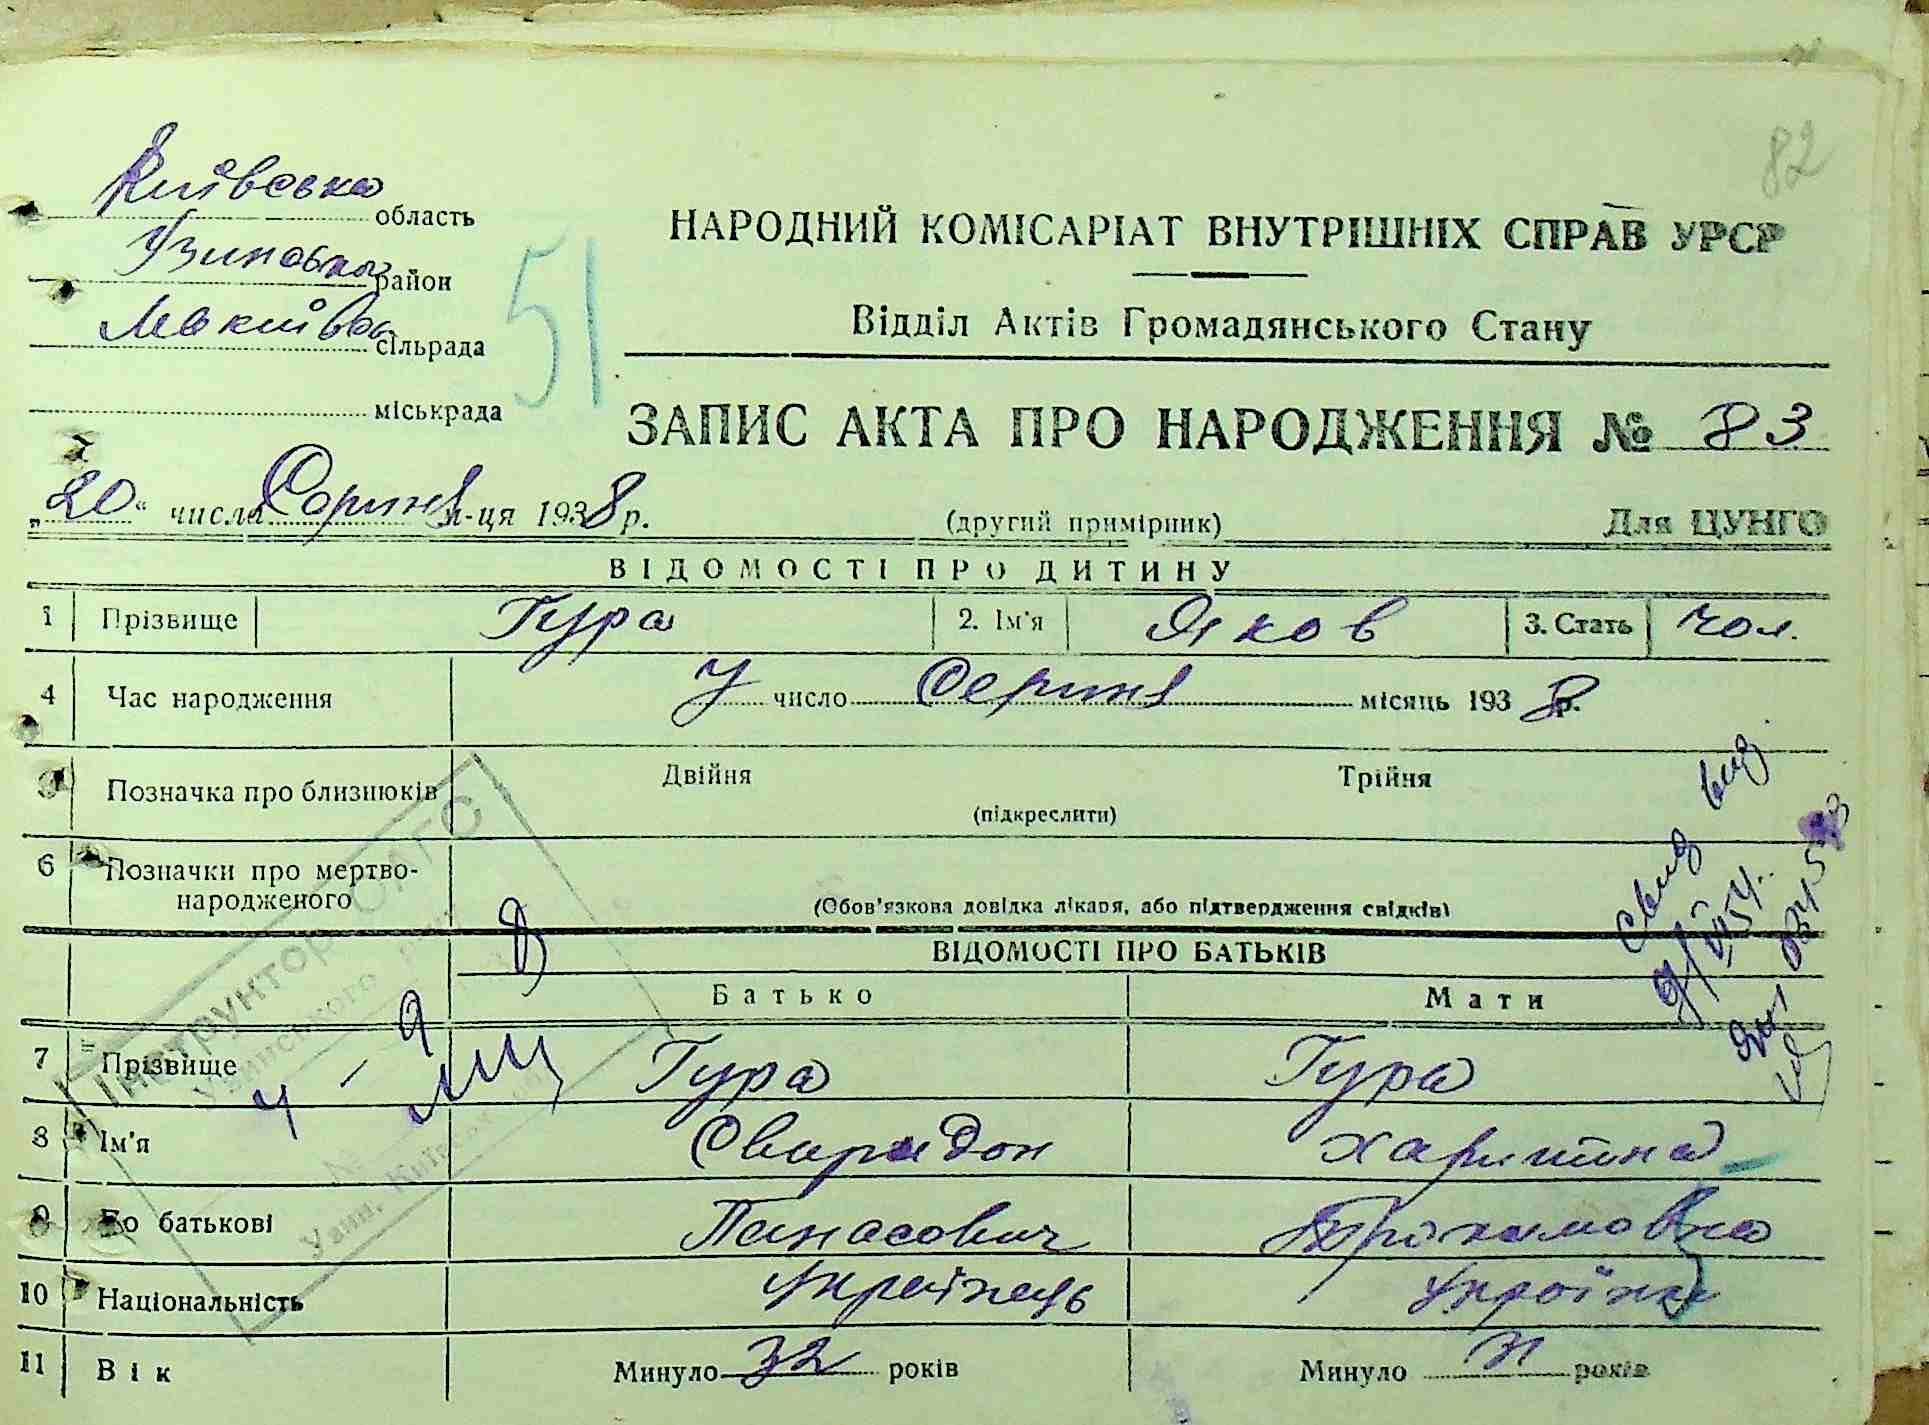 82
Київська область
Узинський район
сільрада
51
міськрада
НАРОДНИЙ КОМІСАРІАТ ВНУТРІШНІХ СПРАВ УРСР
Відділ Актів Громадянського Стану
ЗАПИС АКТА ПРО НАРОДЖЕННЯ № 83
„20“ числа Серпня м-ця 1938 р.
(другий примірник)
Для ЦУНГО
ВІДОМОСТІ ПРО ДИТИНУ
1 Прізвище Гура 2. Ім'я Яков 3. Стать чол.
4 Час народження 7 число Серпня місяць 1938 р.
Позначка про близнюків Двійня Трійня
(підкреслити)
6 Позначки про мертво-
народженого
(Обов'язкова довідка лікаря, або підтвердження свідків)
ВІДОМОСТІ ПРО БАТЬКІВ
Батько Мати
7 Прізвище Гура Гура
8 Ім'я Свиридон Харитина
9 По батькові Панасович Трохимовна
10 Національність Українець Українка
11 Вік Минуло 32 років Минуло років
Інструктор ОАГС